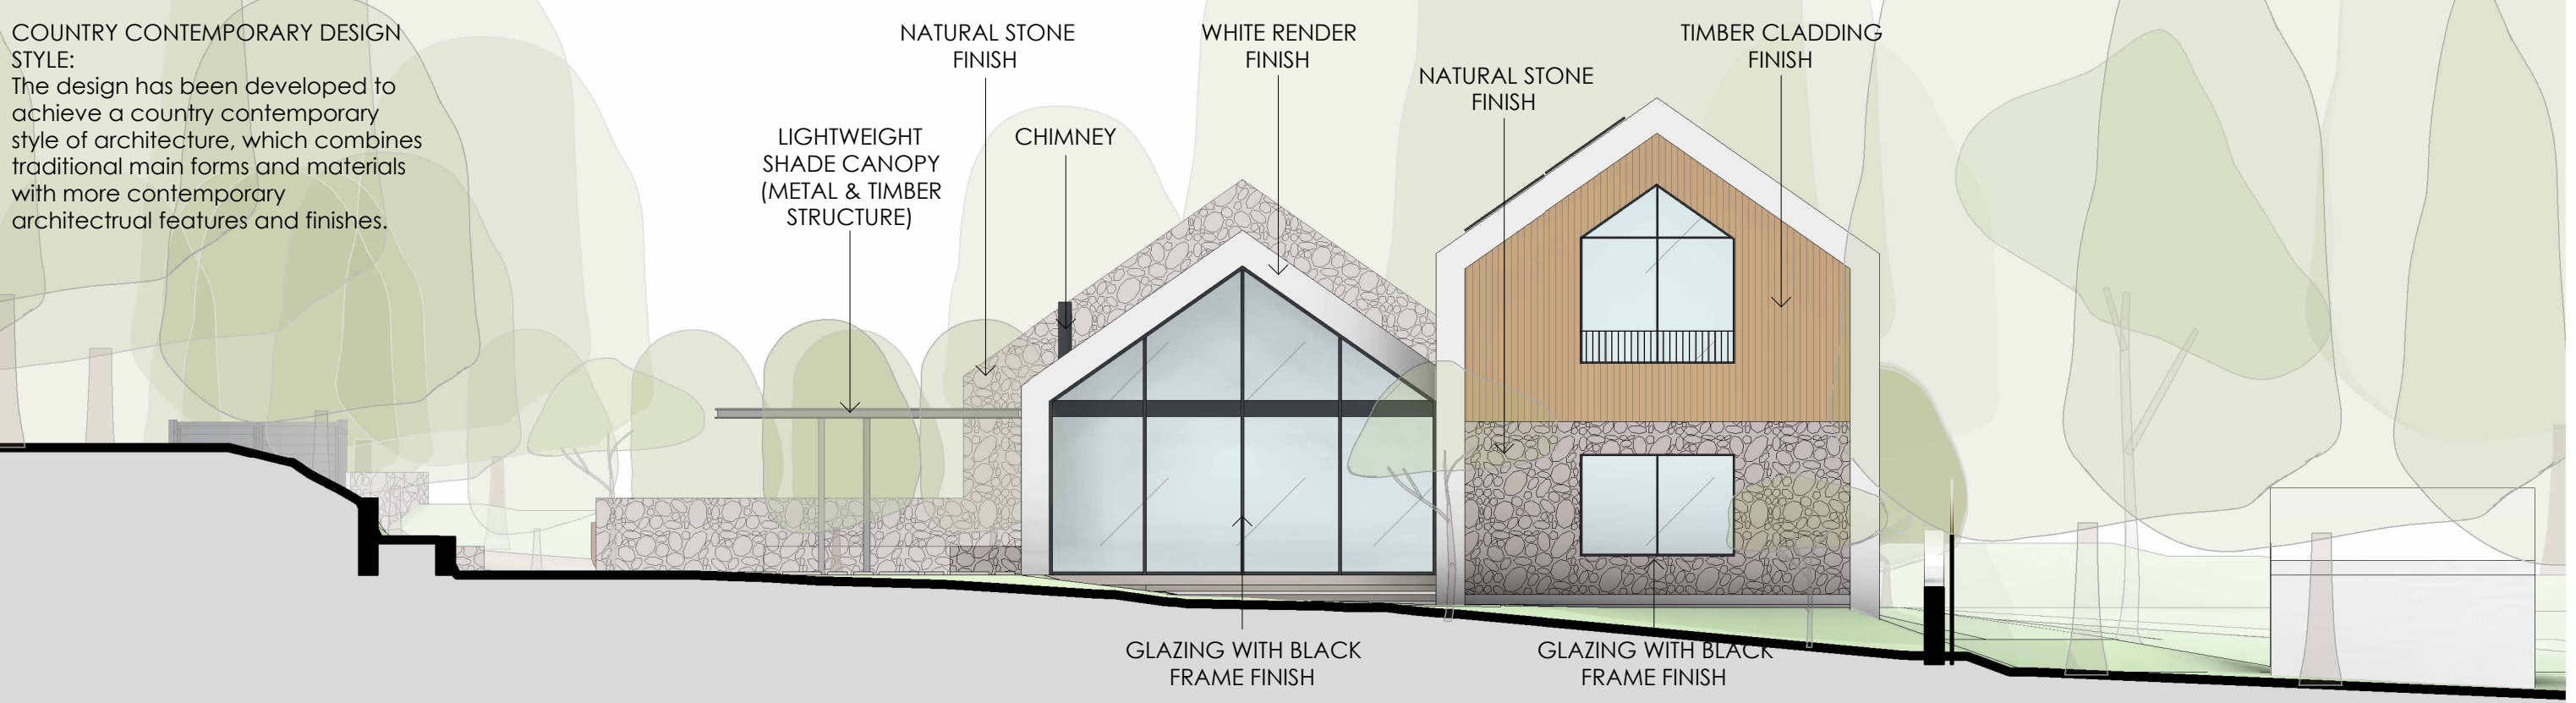 COUNTRY CONTEMPORARY DESIGN
STYLE:
The design has been developed to
achieve a country contemporary
style of architecture, which combines
traditional main forms and materials
with more contemporary
architectrual features and finishes.
LIGHTWEIGHT
SHADE CANOPY
(METAL & TIMBER
STRUCTURE)
NATURAL STONE
FINISH
CHIMNEY
WHITE RENDER
FINISH
NATURAL STONE
FINISH
TIMBER CLADDING
FINISH
GLAZING WITH BLACK
FRAME FINISH
GLAZING WITH BLACK
FRAME FINISH